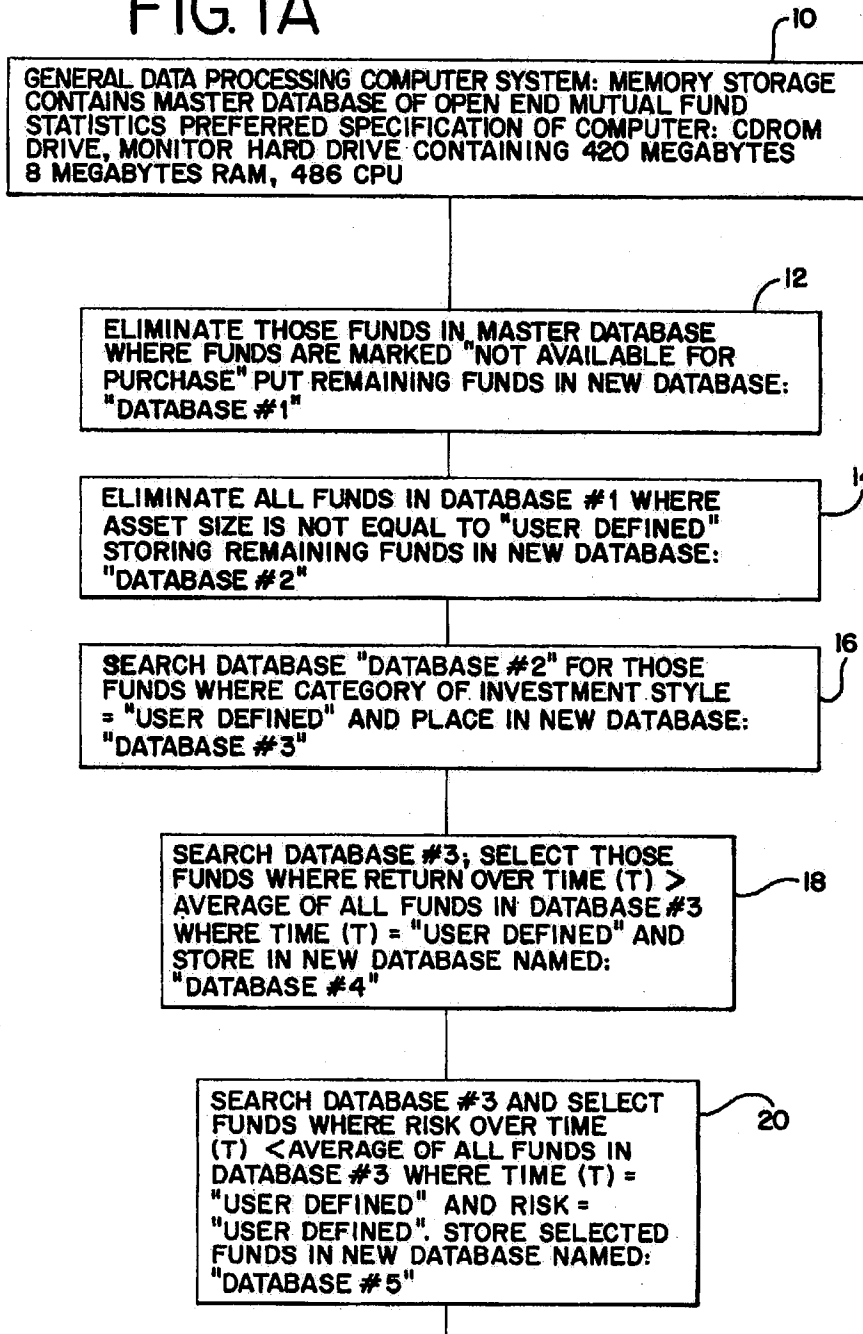 FIG. 1A
10
GENERAL DATA PROCESSING COMPUTER SYSTEM: MEMORY STORAGE
CONTAINS MASTER DATABASE OF OPEN END MUTUAL FUND
STATISTICS PREFERRED SPECIFICATION OF COMPUTER: CDROM
DRIVE, MONITOR HARD DRIVE CONTAINING 420 MEGABYTES
8 MEGABYTES RAM, 486 CPU
12
ELIMINATE THOSE FUNDS IN MASTER DATABASE
WHERE FUNDS ARE MARKED "NOT AVAILABLE FOR
PURCHASE" PUT REMAINING FUNDS IN NEW DATABASE:
"DATABASE #1"
14
ELIMINATE ALL FUNDS IN DATABASE #1 WHERE
ASSET SIZE IS NOT EQUAL TO "USER DEFINED"
STORING REMAINING FUNDS IN NEW DATABASE:
"DATABASE #2"
16
SEARCH DATABASE "DATABASE #2" FOR THOSE
FUNDS WHERE CATEGORY OF INVESTMENT STYLE
= "USER DEFINED" AND PLACE IN NEW DATABASE:
"DATABASE #3"
SEARCH DATABASE #3; SELECT THOSE
FUNDS WHERE RETURN OVER TIME (T) >
AVERAGE OF ALL FUNDS IN DATABASE #3
WHERE TIME (T) = "USER DEFINED" AND
STORE IN NEW DATABASE NAMED:
"DATABASE #4"
18
SEARCH DATABASE #3 AND SELECT
FUNDS WHERE RISK OVER TIME
(T) <AVERAGE OF ALL FUNDS IN
DATABASE #3 WHERE TIME (T) =
"USER DEFINED" AND RISK =
"USER DEFINED". STORE SELECTED
FUNDS IN NEW DATABASE NAMED:
"DATABASE #5"
20